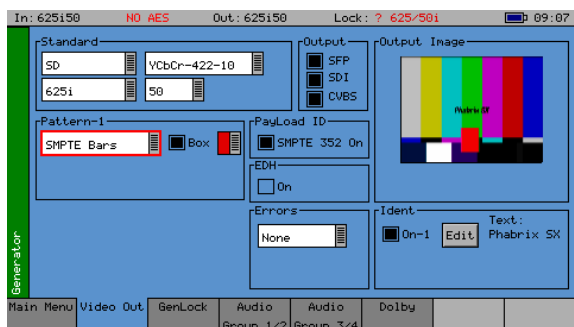 In: 625i50 NO AES Out: 625i50 Lock: ? 625/50i 09:07
Standard
SD YCbCr-422-10
625i 50
Output
SFP
SDI
CVBS
Output Image
Phabrix SX
Pattern-1
SMPTE Bars Box
PayLoad ID
SMPTE 352 On
EDH
On
Errors
None
Ident
On-1 Edit Text:
Phabrix SX
Generator
Main Menu Video Out GenLock Audio Group 1/2 Audio Group 3/4 Dolby